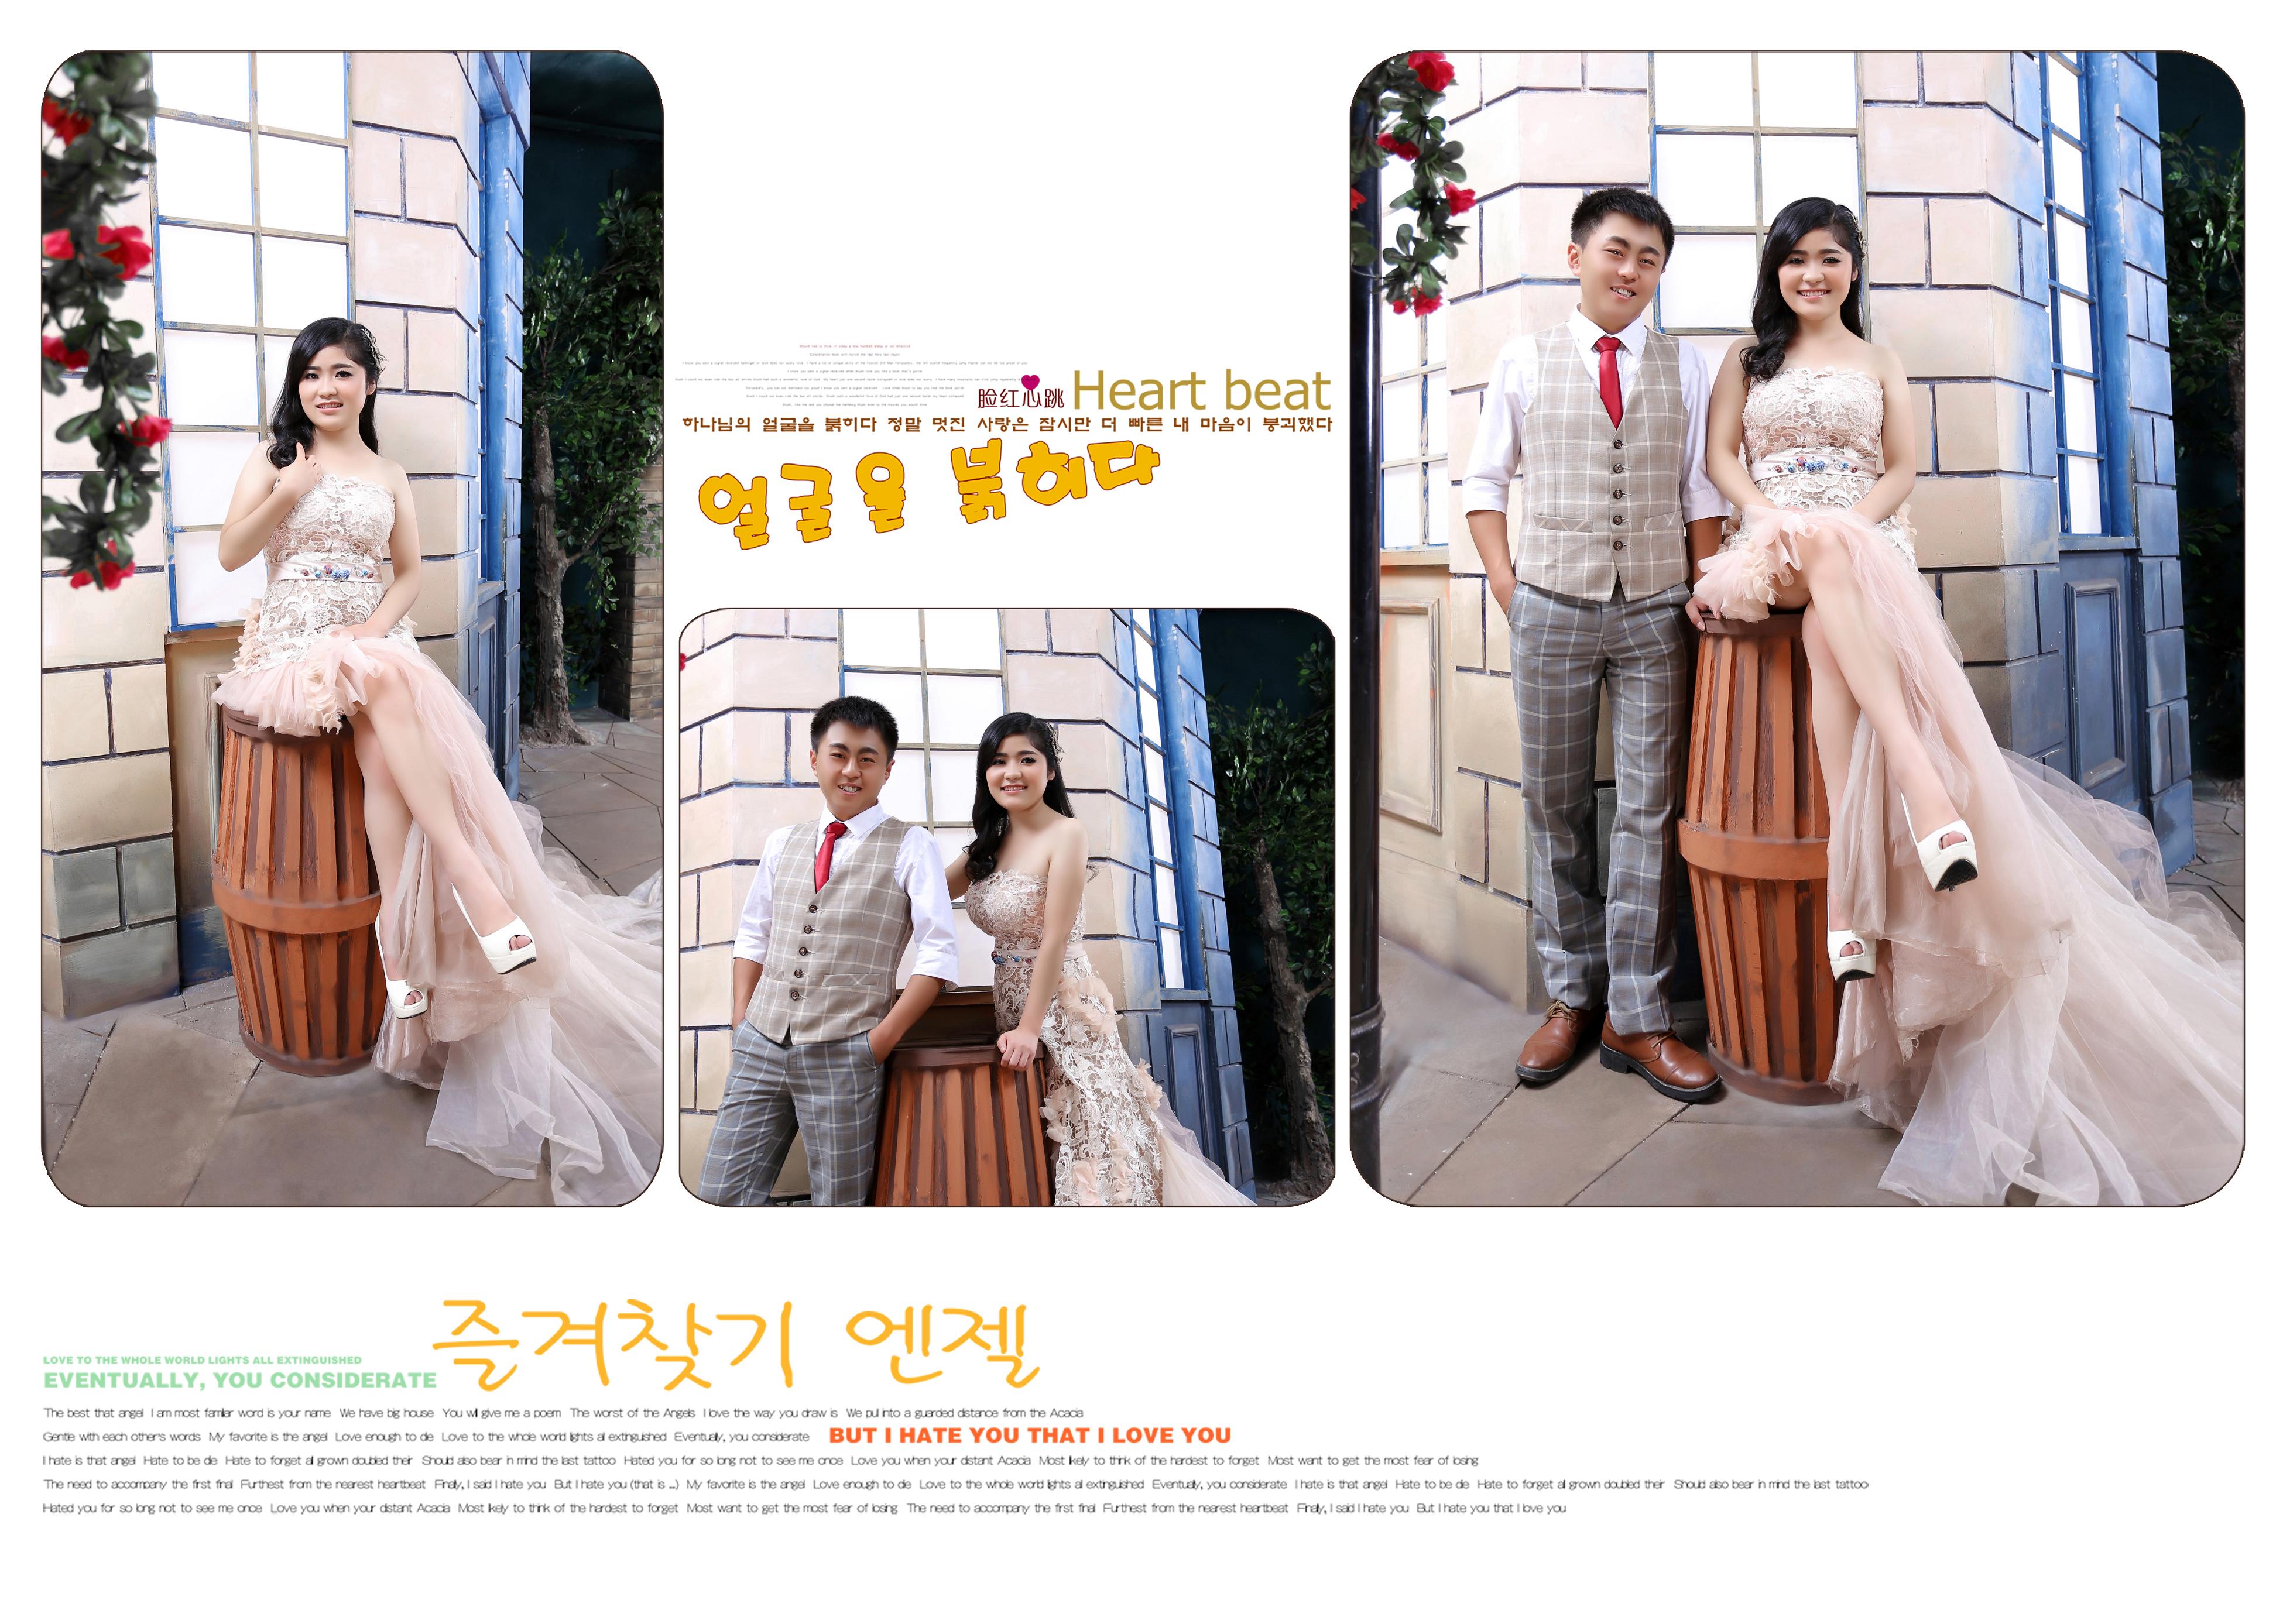 脸红心跳 Heart beat
하나님의 얼굴을 붉히다 정말 멋진 사랑은 잠시만 더 빠른 내 마음이 붕괴했다
얼굴을 붉히다
즐겨찾기 엔젤
LOVE TO THE WHOLE WORLD LIGHTS ALL EXTINGUISHED
EVENTUALLY, YOU CONSIDERATE
The best that angel I am most familiar word is your name We have big house You will give me a poem The worst of the Angels I love the way you draw is We pul into a guarded distance from the Acacia
Gentle with each other's words My favorite is the angel Love enough to die Love to the whole world lights al extinguished Eventually, you considerate BUT I HATE YOU THAT I LOVE YOU
I hate is that angel Hate to be die Hate to forget all grown doubled their Should also bear in mind the last tattoo Hated you for so long not to see me once Love you when your distant Acacia Most likely to think of the hardest to forget Most want to get the most fear of losing
The need to accompany the first final Furthest from the nearest heartbeat Finally, I said I hate you But I hate you (that is ...) My favorite is the angel Love enough to die Love to the whole world lights all extinguished Eventually, you considerate I hate is that angel Hate to be die Hate to forget all grown doubled their Should also bear in mind the last tattoo
Hated you for so long not to see me once Love you when your distant Acacia Most likely to think of the hardest to forget Most want to get the most fear of losing The need to accompany the first final Furthest from the nearest heartbeat Finally, I said I hate you But I hate you that I love you